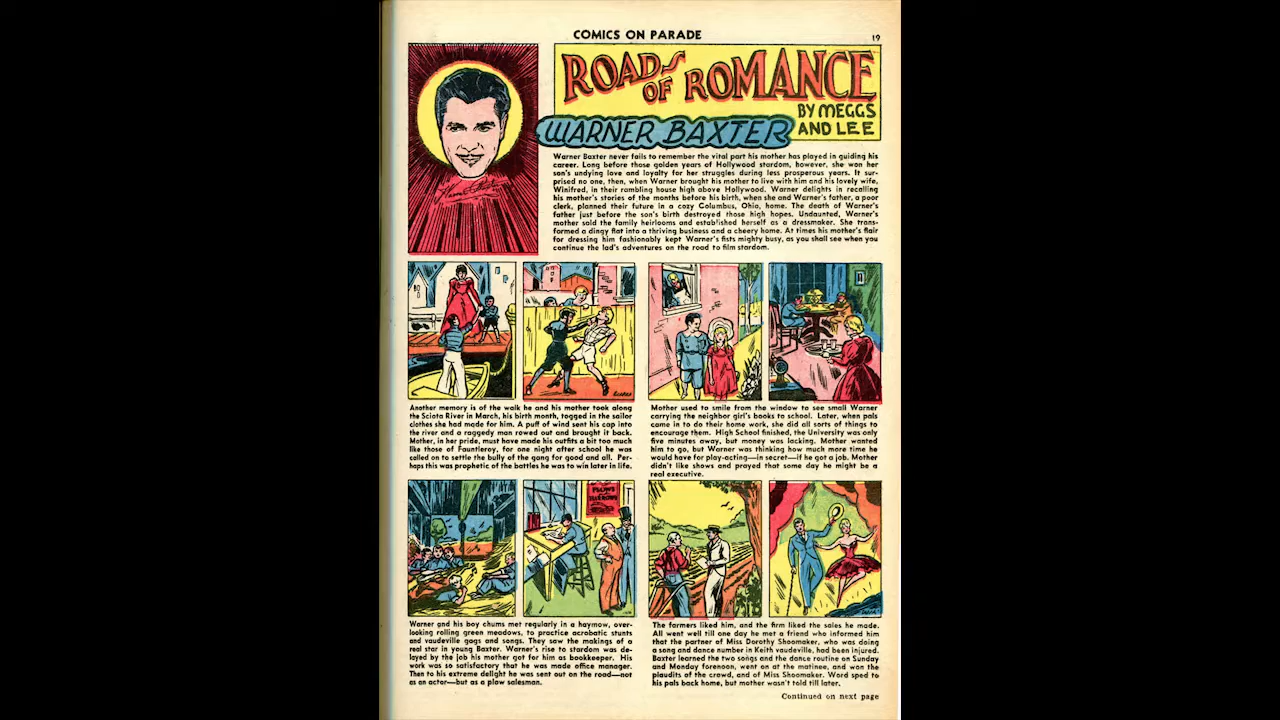 COMICS ON PARADE
19
ROADS OF ROMANCE
BY MEGGS
AND LEE
WARNER BAXTER
Warner Baxter never fails to remember the vital part his mother has played in guiding his
career. Long before those golden years of Hollywood stardom, however, she won her
son's undying love and loyalty for her struggles during less prosperous years. It sur-
prised no one, then, when Warner brought his mother to live with him and his lovely wife,
Winifred, in their rambling house high above Hollywood. Warner delights in recalling
his mother's stories of the months before his birth, when she and Warner's father, a poor
clerk, planned their future in a cozy Columbus, Ohio, home. The death of Warner's
father just before the son's birth destroyed those high hopes. Undaunted, Warner's
mother sold the family heirlooms and established herself as a dressmaker. She trans-
formed a dingy flat into a thriving business and a cheery home. At times his mother's flair
for dressing him fashionably kept Warner's fists mighty busy, as you shall see when you
continue the lad's adventures on the road to film stardom.
Another memory is of the walk he and his mother took along
the Sciota River in March, his birth month, togged in the sailor
clothes she had made for him. A puff of wind sent his cap into
the river and a raggedy man rowed out and brought it back.
Mother, in her pride, must have made his outfits a bit too much
like those of Fauntleroy, for one night after school he was
called on to settle the bully of the gang for good and all. Per-
haps this was prophetic of the battles he was to win later in life.
Mother used to smile from the window to see small Warner
carrying the neighbor girl's books to school. Later, when pals
came in to do their home work, she did all sorts of things to
encourage them. High School finished, the University was only
five minutes away, but money was lacking. Mother wanted
him to go, but Warner was thinking how much more time he
would have for play-acting—in secret—if he got a job. Mother
didn't like shows and prayed that some day he might be a
real executive.
PLOWS
Warner and his boy chums met regularly in a haymow, over-
looking rolling green meadows, to practice acrobatic stunts
and vaudeville gags and songs. They saw the makings of a
real star in young Baxter. Warner's rise to stardom was de-
layed by the job his mother got for him as bookkeeper. His
work was so satisfactory that he was made office manager.
Then to his extreme delight he was sent out on the road—not
as an actor—but as a plow salesman.
The farmers liked him, and the firm liked the sales he made.
All went well till one day he met a friend who informed him
that the partner of Miss Dorothy Shoomaker, who was doing
a song and dance number in Keith vaudeville, had been injured.
Baxter learned the two songs and the dance routine on Sunday
and Monday forenoon, went on at the matinee, and won the
plaudits of the crowd, and of Miss Shoomaker. Word sped to
his pals back home, but mother wasn't told till later.
Continued on next page